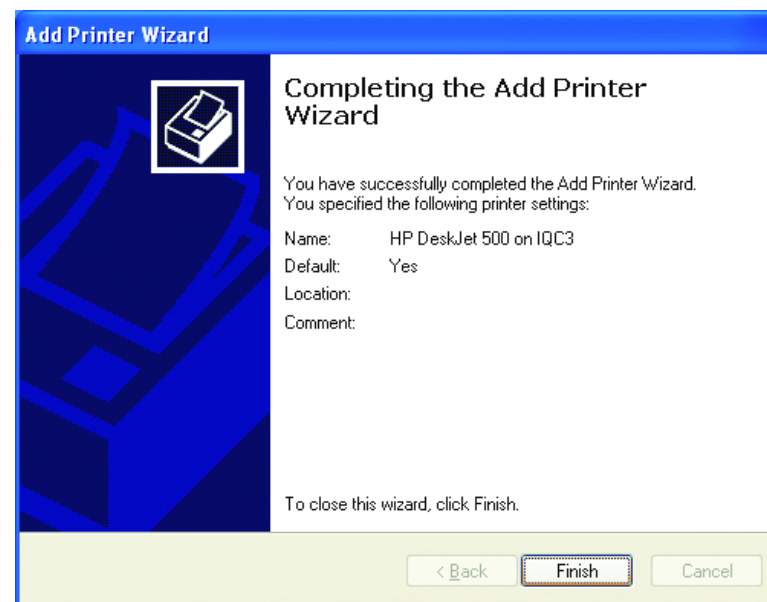 Add Printer Wizard
Completing the Add Printer
Wizard
You have successfully completed the Add Printer Wizard.
You specified the following printer settings:
Name: HP DeskJet 500 on IQC3
Default: Yes
Location:
Comment:
To close this wizard, click Finish.
< Back Finish Cancel